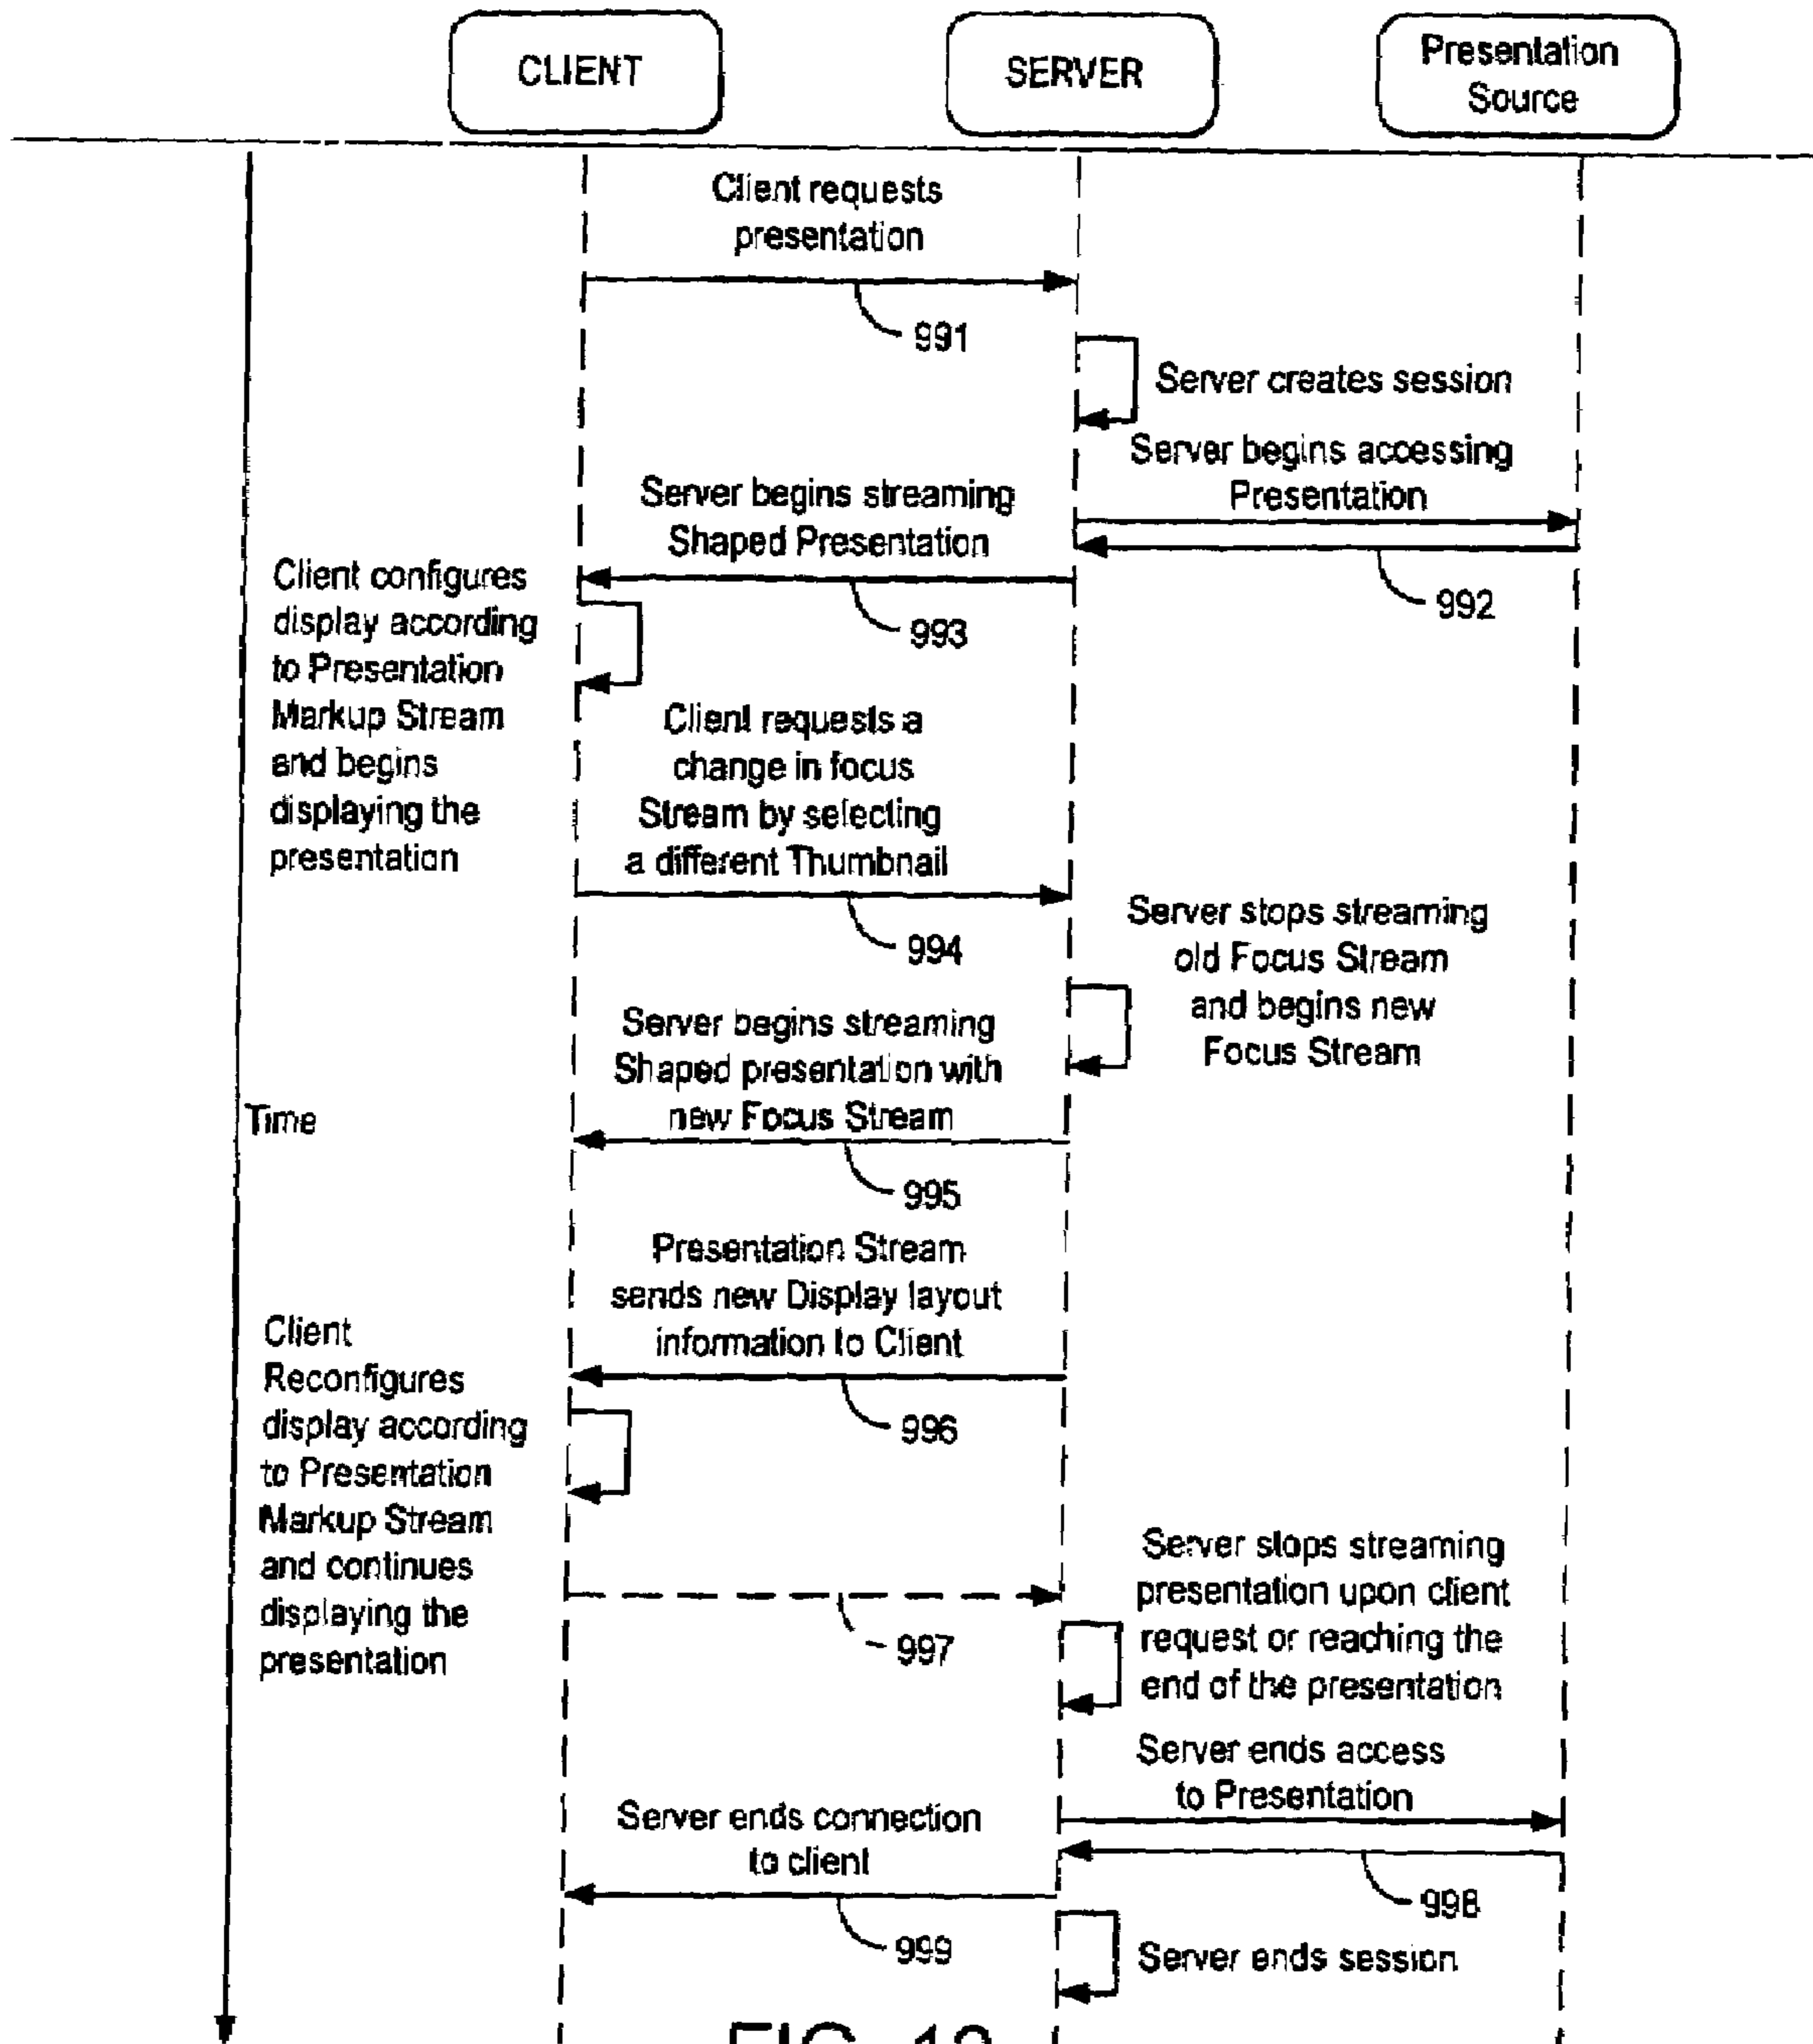 CLIENT
SERVER
Presentation
Source
Client requests
presentation
991
Server creates session
Server begins accessing
Presentation
992
Server begins streaming
Shaped Presentation
993
Client configures
display according
to Presentation
Markup Stream
and begins
displaying the
presentation
Client requests a
change in focus
Stream by selecting
a different Thumbnail
994
Server stops streaming
old Focus Stream
and begins new
Focus Stream
Server begins streaming
Shaped presentation with
new Focus Stream
995
Time
Presentation Stream
sends new Display layout
information to Client
996
Client
Reconfigures
display according
to Presentation
Markup Stream
and continues
displaying the
presentation
997
Server stops streaming
presentation upon client
request or reaching the
end of the presentation
Server ends access
to Presentation
998
Server ends connection
to client
999
Server ends session
FIG.